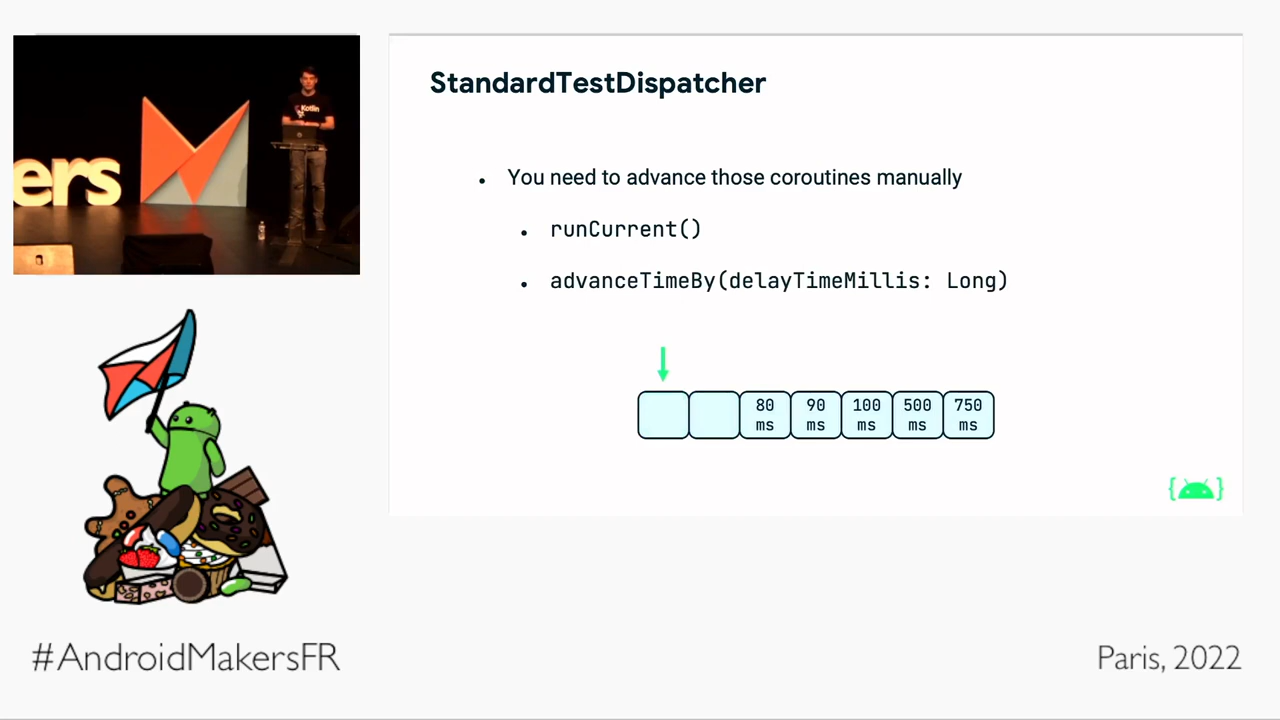 Kotlin
ers
StandardTestDispatcher
• You need to advance those coroutines manually
• runCurrent()
• advanceTimeBy(delayTimeMillis: Long)
80 ms
90 ms
100 ms
500 ms
750 ms
#AndroidMakersFR
Paris, 2022